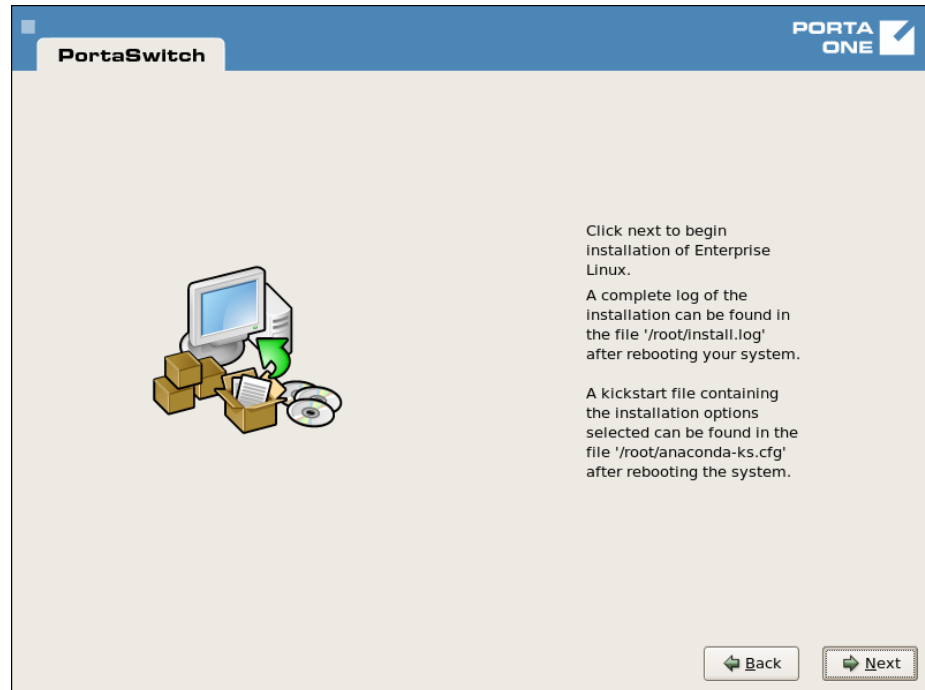 PORTA
ONE
PortaSwitch
Click next to begin
installation of Enterprise
Linux.
A complete log of the
installation can be found in
the file '/root/install.log'
after rebooting your system.
A kickstart file containing
the installation options
selected can be found in the
file '/root/anaconda-ks.cfg'
after rebooting the system.
Back
Next